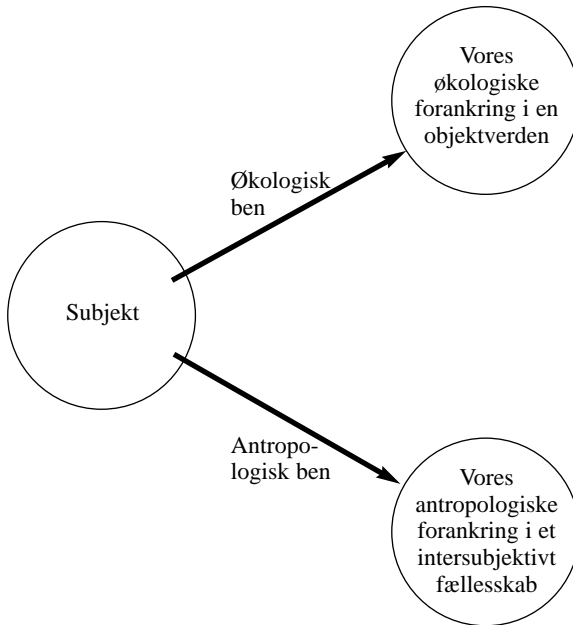 Vores
økologiske
forankring i en
objektverden
Økologisk
ben
Subjekt
Antropo-
logisk ben
Vores
antropologiske
forankring i et
intersubjektivt
fællesskab